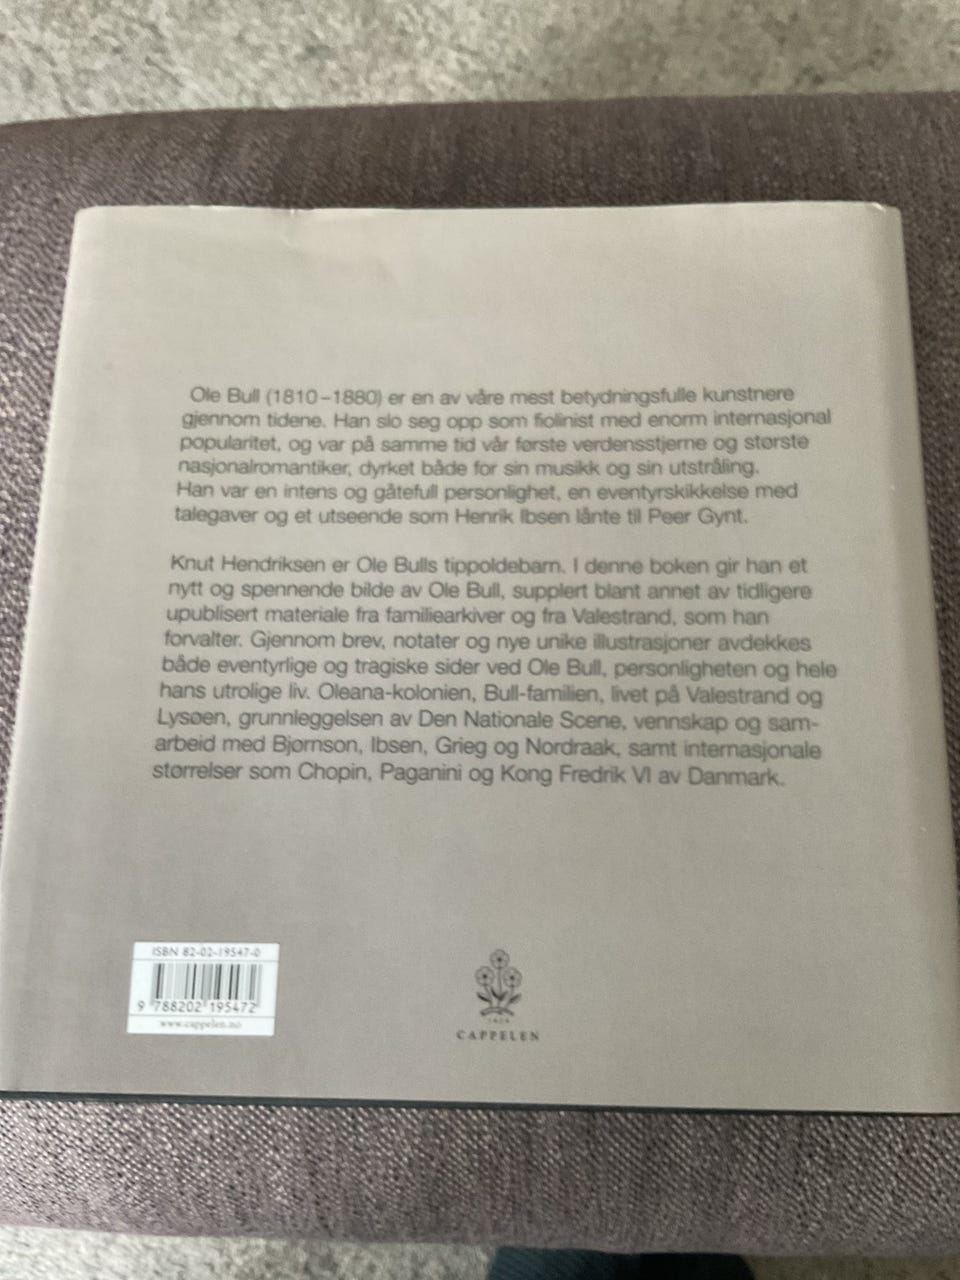 Ole Bull (1810–1880) er en av våre mest betydningsfulle kunstnere
gjennom tidene. Han slo seg opp som fiolinist med enorm internasjonal
popularitet, og var på samme tid vår første verdensstjerne og største
nasjonalromantiker, dyrket både for sin musikk og sin utstråling.
Han var en intens og gåtefull personlighet, en eventyrskikkelse med
talegaver og et utseende som Henrik Ibsen lånte til Peer Gynt.
Knut Hendriksen er Ole Bulls tippoldebarn. I denne boken gir han et
nytt og spennende bilde av Ole Bull, supplert blant annet av tidligere
upublisert materiale fra familiearkiver og fra Valestrand, som han
forvalter. Gjennom brev, notater og nye unike illustrasjoner avdekkes
både eventyrlige og tragiske sider ved Ole Bull, personligheten og hele
hans utrolige liv. Oleana-kolonien, Bull-familien, livet på Valestrand og
Lysøen, grunnleggelsen av Den Nationale Scene, vennskap og sam-
arbeid med Bjørnson, Ibsen, Grieg og Nordraak, samt internasjonale
størrelser som Chopin, Paganini og Kong Fredrik VI av Danmark.
ISBN 82-02-19547-0
9 788202 195472
www.cappelen.no
CAPPELEN